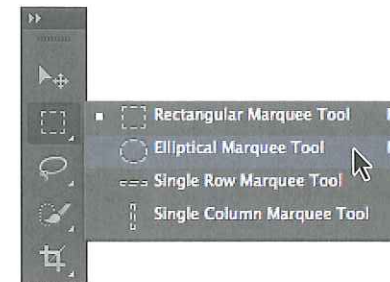 Rectangular Marquee Tool
Elliptical Marquee Tool
Single Row Marquee Tool
Single Column Marquee Tool